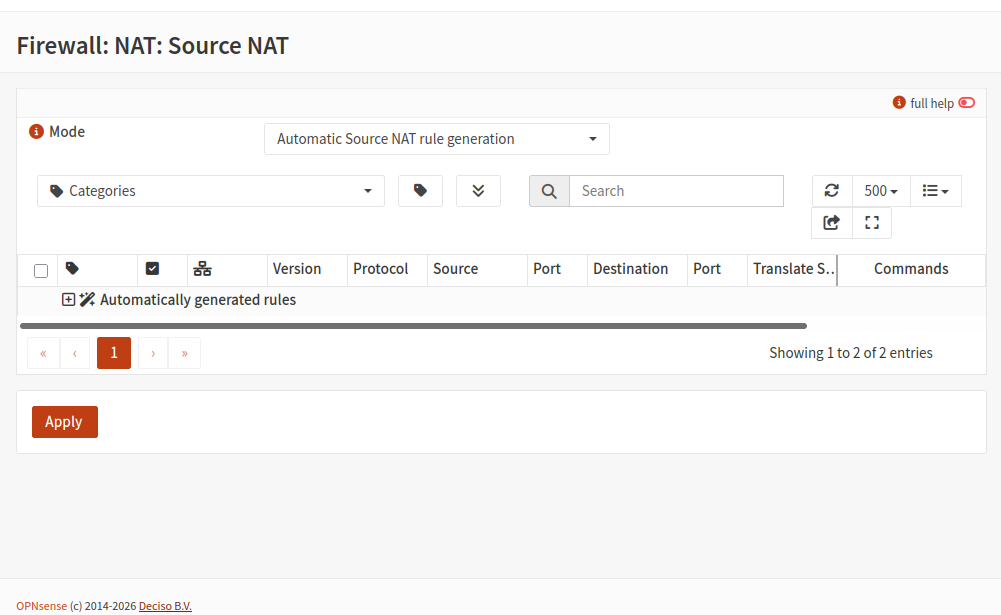 Firewall: NAT: Source NAT
full help
Mode
Automatic Source NAT rule generation
Categories
Search
500
Version Protocol Source Port Destination Port Translate S.. Commands
Automatically generated rules
« ‹ 1 › » Showing 1 to 2 of 2 entries
Apply
OPNsense (c) 2014-2026 Deciso B.V.